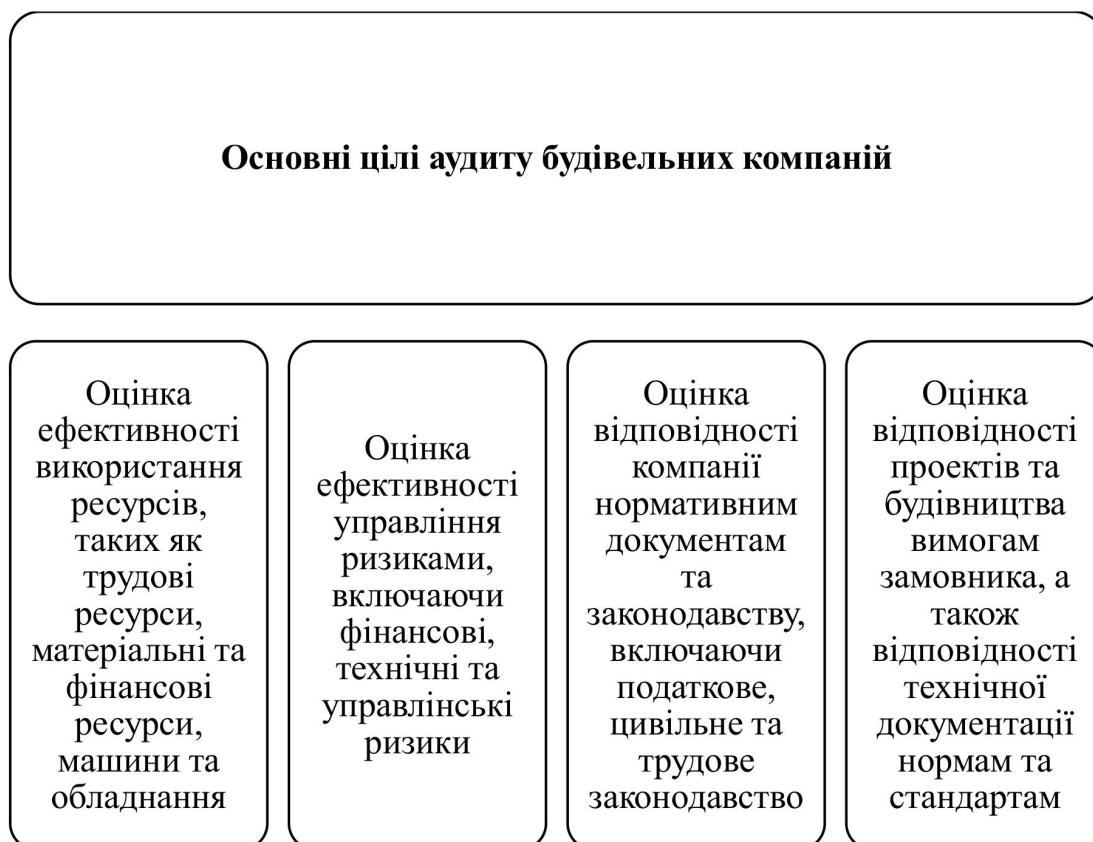 Основні цілі аудиту будівельних компаній
Оцінка
ефективності
використання
ресурсів,
таких як
трудові
ресурси,
матеріальні та
фінансові
ресурси,
машини та
обладнання
Оцінка
ефективності
управління
ризиками,
включаючи
фінансові,
технічні та
управлінські
ризики
Оцінка
відповідності
компанії
нормативним
документам
та
законодавству,
включаючи
податкове,
цивільне та
трудове
законодавство
Оцінка
відповідності
проектів та
будівництва
вимогам
замовника, а
також
відповідності
технічної
документації
нормам та
стандартам